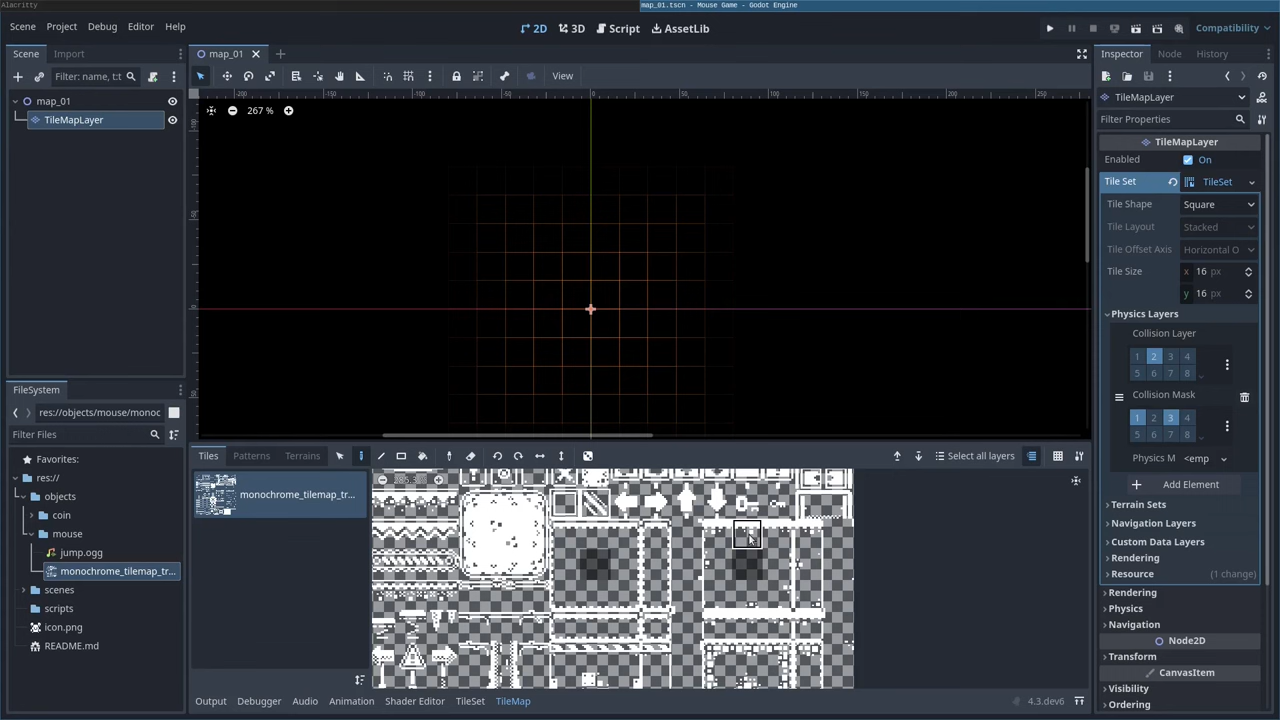 Alacritty
map_01.tscn - Mouse Game - Godot Engine
Scene Project Debug Editor Help
2D 3D Script AssetLib
Compatibility
Scene Import
Filter: name, t:t
map_01
TileMapLayer
map_01
View
267 %
FileSystem
res://objects/mouse/monoc
Filter Files
Favorites:
res://
objects
coin
mouse
jump.ogg
monochrome_tilemap_tr...
scenes
scripts
icon.png
README.md
Tiles Patterns Terrains
Select all layers
monochrome_tilemap_tr...
Output Debugger Audio Animation Shader Editor TileSet TileMap
4.3.dev6
Inspector Node History
TileMapLayer
Filter Properties
TileMapLayer
Enabled On
Tile Set TileSet
Tile Shape Square
Tile Layout Stacked
Tile Offset Axis Horizontal O
Tile Size x 16 px
y 16 px
Physics Layers
Collision Layer
1 2 3 4
5 6 7 8
Collision Mask
1 2 3 4
5 6 7 8
Physics M <emp
Add Element
Terrain Sets
Navigation Layers
Custom Data Layers
Rendering
Resource (1 change)
Rendering
Physics
Navigation
Node2D
Transform
CanvasItem
Visibility
Ordering